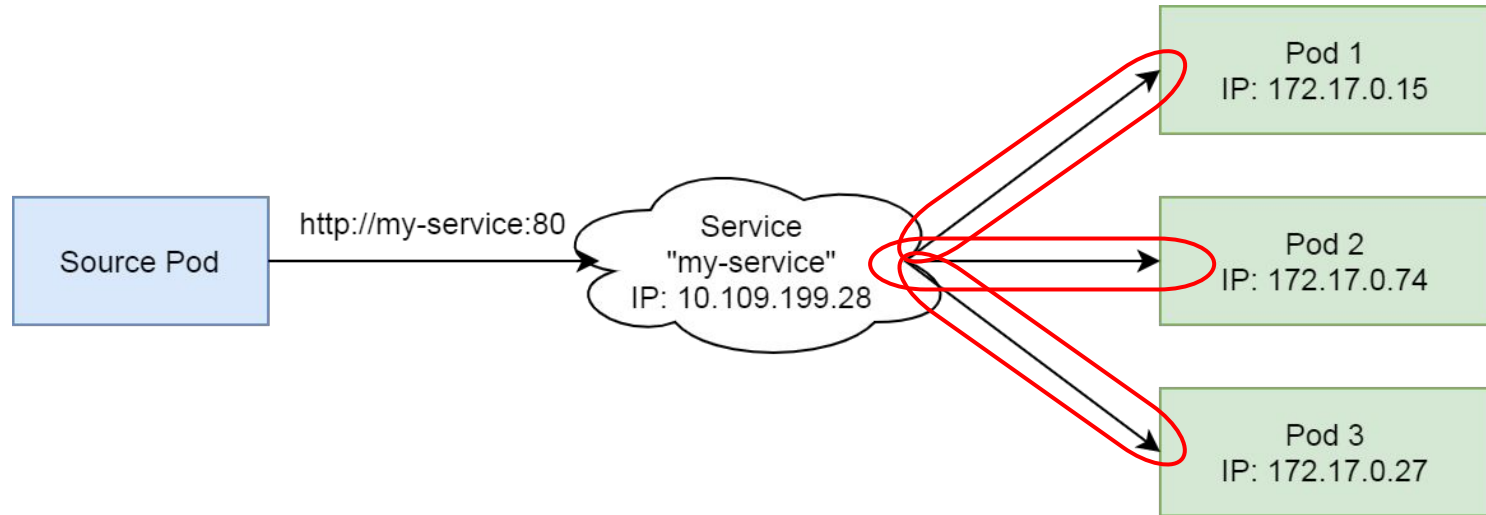 Source Pod
http://my-service:80
Service
"my-service"
IP: 10.109.199.28
Pod 1
IP: 172.17.0.15
Pod 2
IP: 172.17.0.74
Pod 3
IP: 172.17.0.27